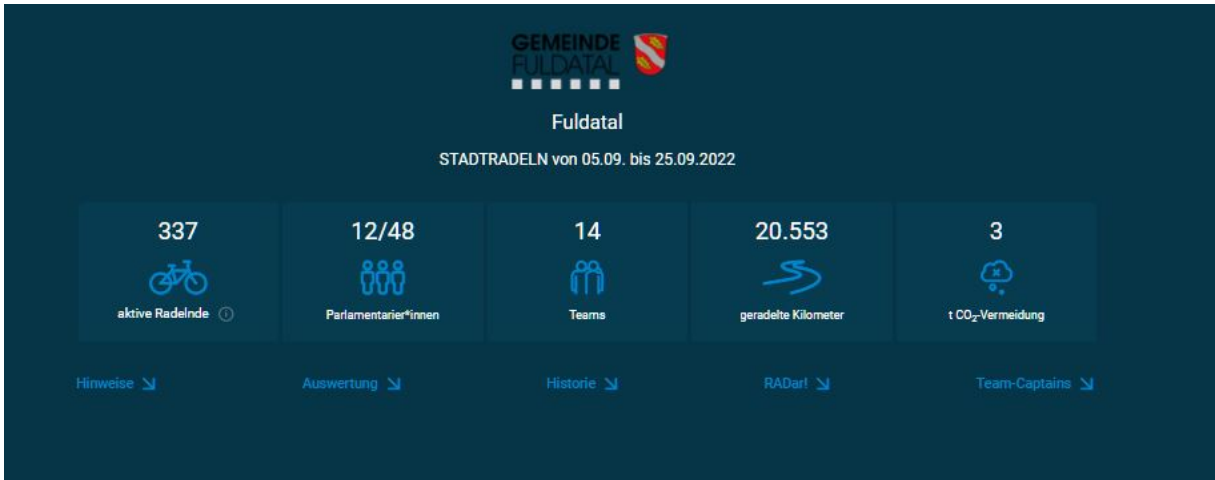 GEMEINDE
FULDATAL
Fuldatal
STADTRADELN von 05.09. bis 25.09.2022
337
12/48
14
20.553
3
aktive Radelnde
Parlamentarier*innen
Teams
geradelte Kilometer
t CO₂-Vermeidung
Hinweise
Auswertung
Historie
RADar!
Team-Captains